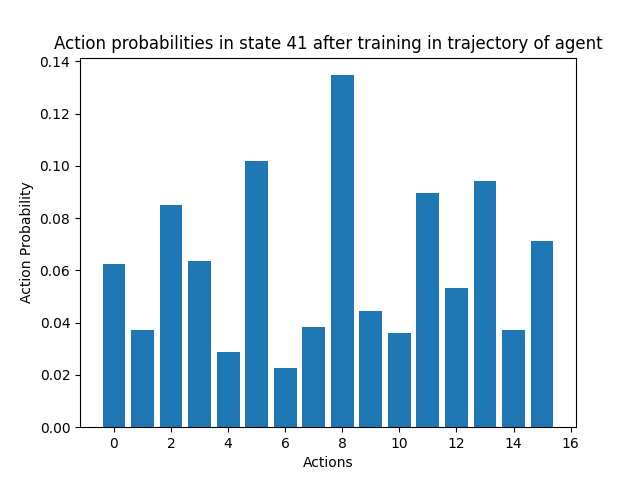 Action probabilities in state 41 after training in trajectory of agent
0.14
0.12
0.10
0.08
0.06
0.04
0.02
0.00
Action Probability
0 2 4 6 8 10 12 14 16
Actions